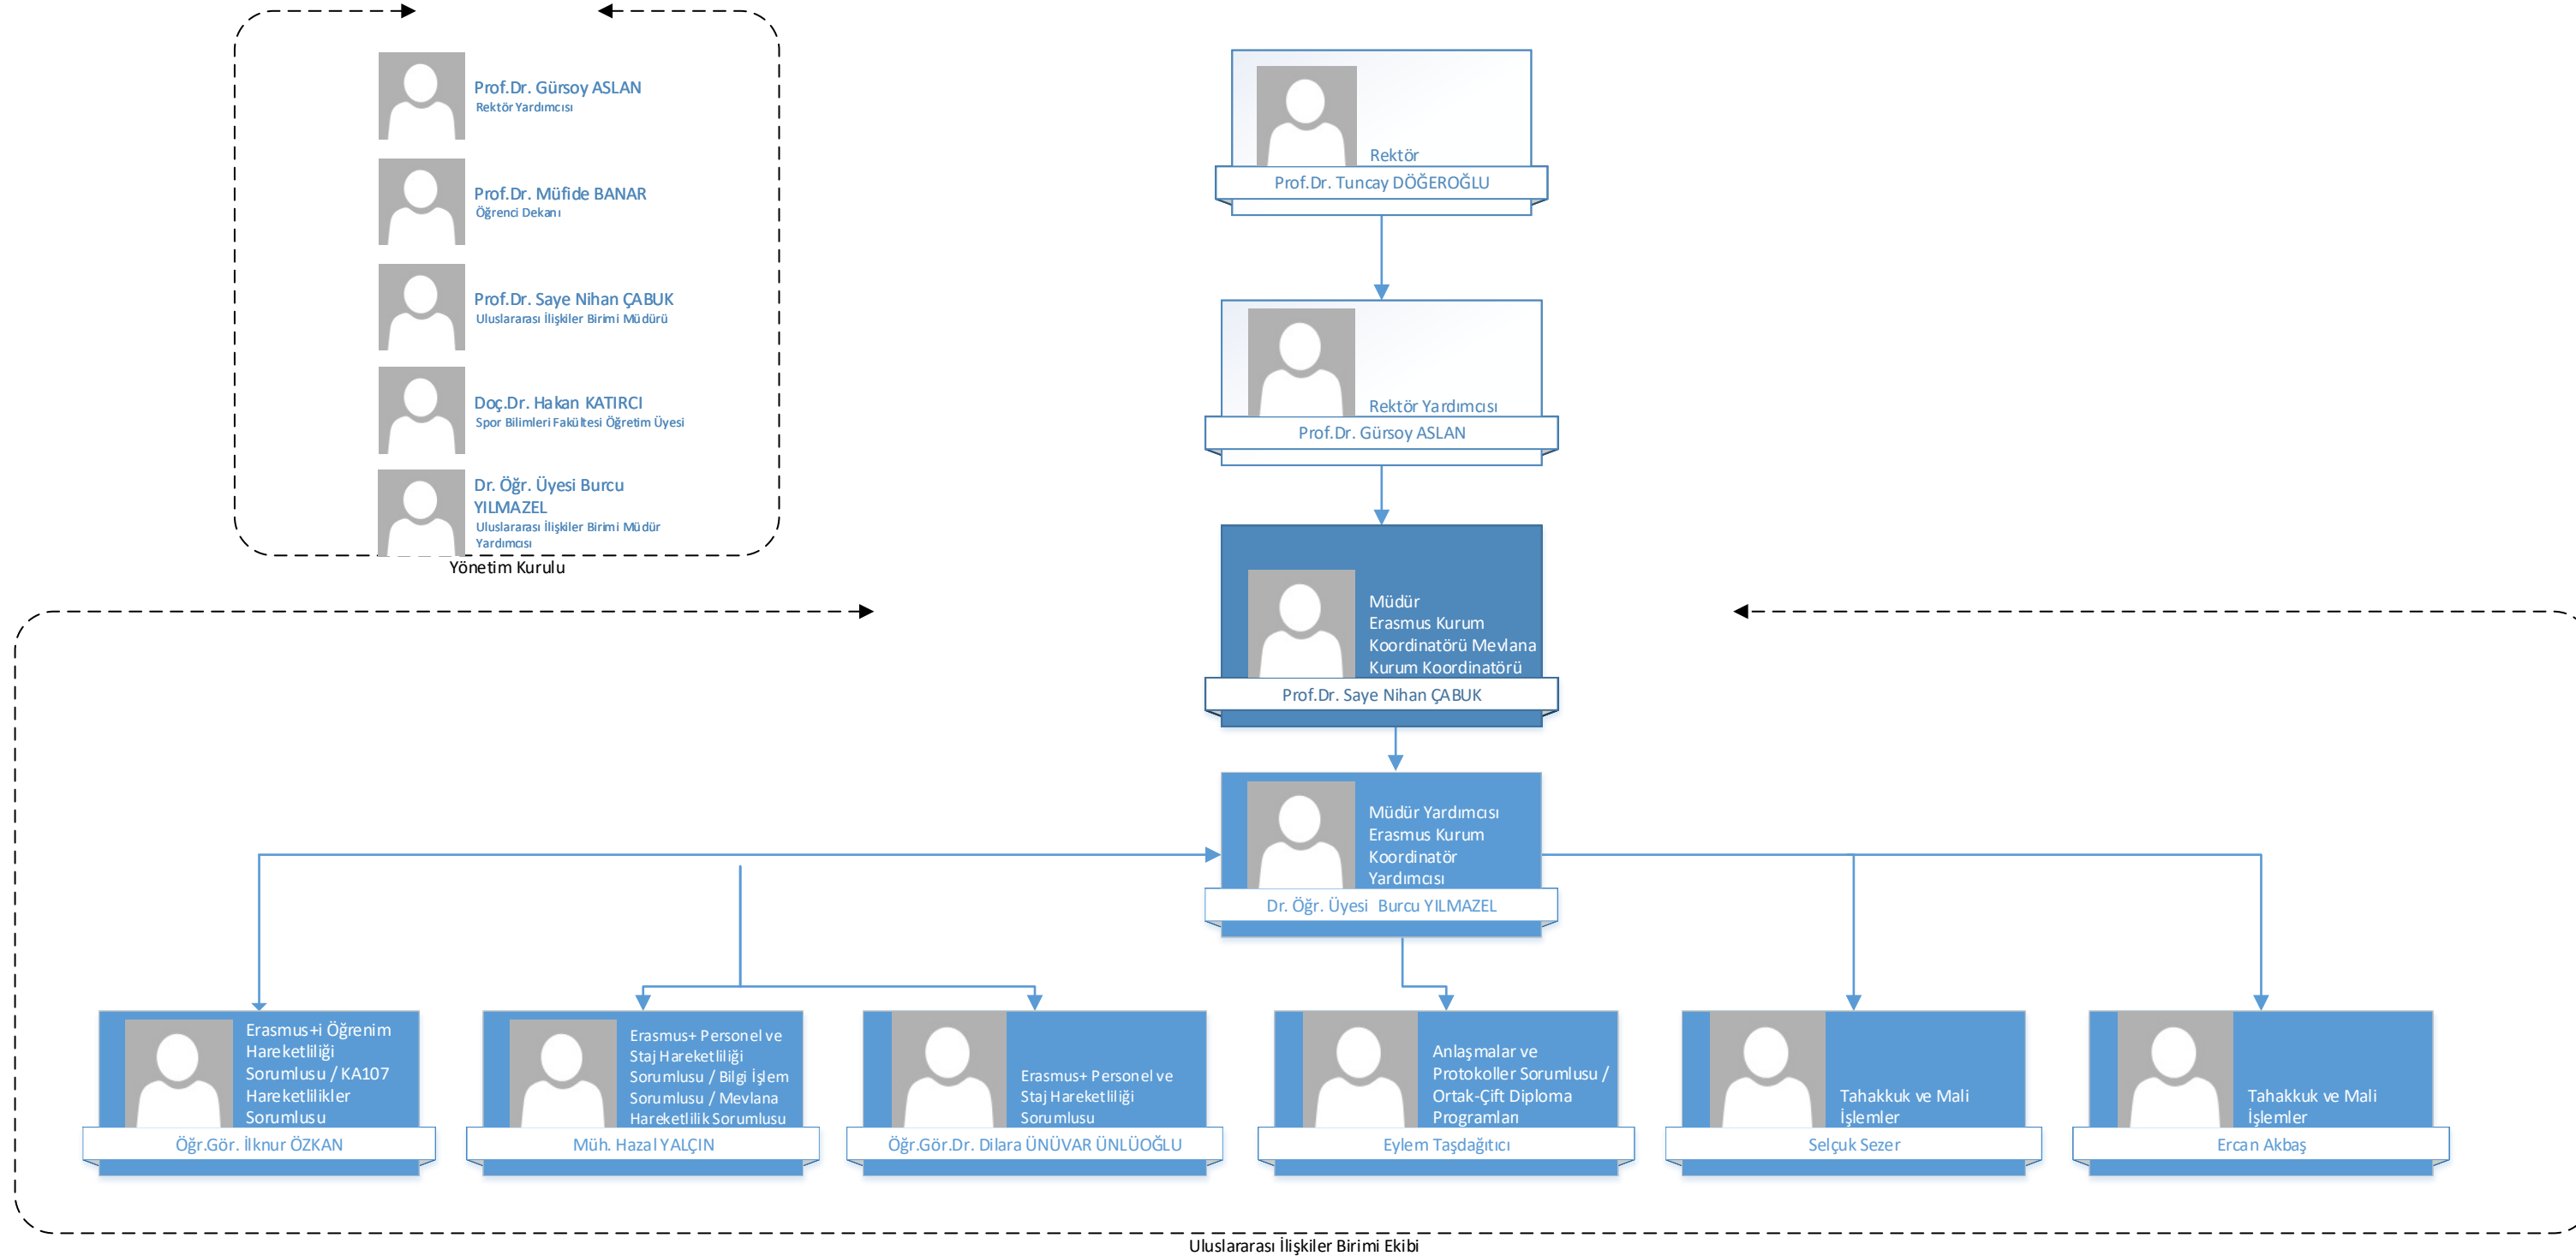 Prof.Dr. Gürsoy ASLAN
Rektör Yardımcısı
Prof.Dr. Müfide BANAR
Öğrenci Dekanı
Prof.Dr. Saye Nihan ÇABUK
Uluslararası İlişkiler Birimi Müdürü
Doç.Dr. Hakan KATIRCI
Spor Bilimleri Fakültesi Öğretim Üyesi
Dr. Öğr. Üyesi Burcu
YILMAZEL
Uluslararası İlişkiler Birimi Müdür
Yardımcısı
Yönetim Kurulu
Rektör
Prof.Dr. Tuncay DÖĞEROĞLU
Rektör Yardımcısı
Prof.Dr. Gürsoy ASLAN
Müdür
Erasmus Kurum
Koordinatörü Mevlana
Kurum Koordinatörü
Prof.Dr. Saye Nihan ÇABUK
Müdür Yardımcısı
Erasmus Kurum
Koordinatör
Yardımcısı
Dr. Öğr. Üyesi Burcu YILMAZEL
Erasmus+i Öğrenim
Hareketliliği
Sorumlusu / KA107
Hareketlilikler
Sorumlusu
Öğr.Gör. İlknur ÖZKAN
Erasmus+ Personel ve
Staj Hareketliliği
Sorumlusu / Bilgi İşlem
Sorumlusu / Mevlana
Hareketlilik Sorumlusu
Müh. Hazal YALÇIN
Erasmus+ Personel ve
Staj Hareketliliği
Sorumlusu
Öğr.Gör.Dr. Dilara ÜNÜVAR ÜNLÜOĞLU
Anlaşmalar ve
Protokoller Sorumlusu /
Ortak-Çift Diploma
Programları
Eylem Taşdağıtıcı
Tahakkuk ve Mali
İşlemler
Selçuk Sezer
Tahakkuk ve Mali
İşlemler
Ercan Akbaş
Uluslararası İlişkiler Birimi Ekibi